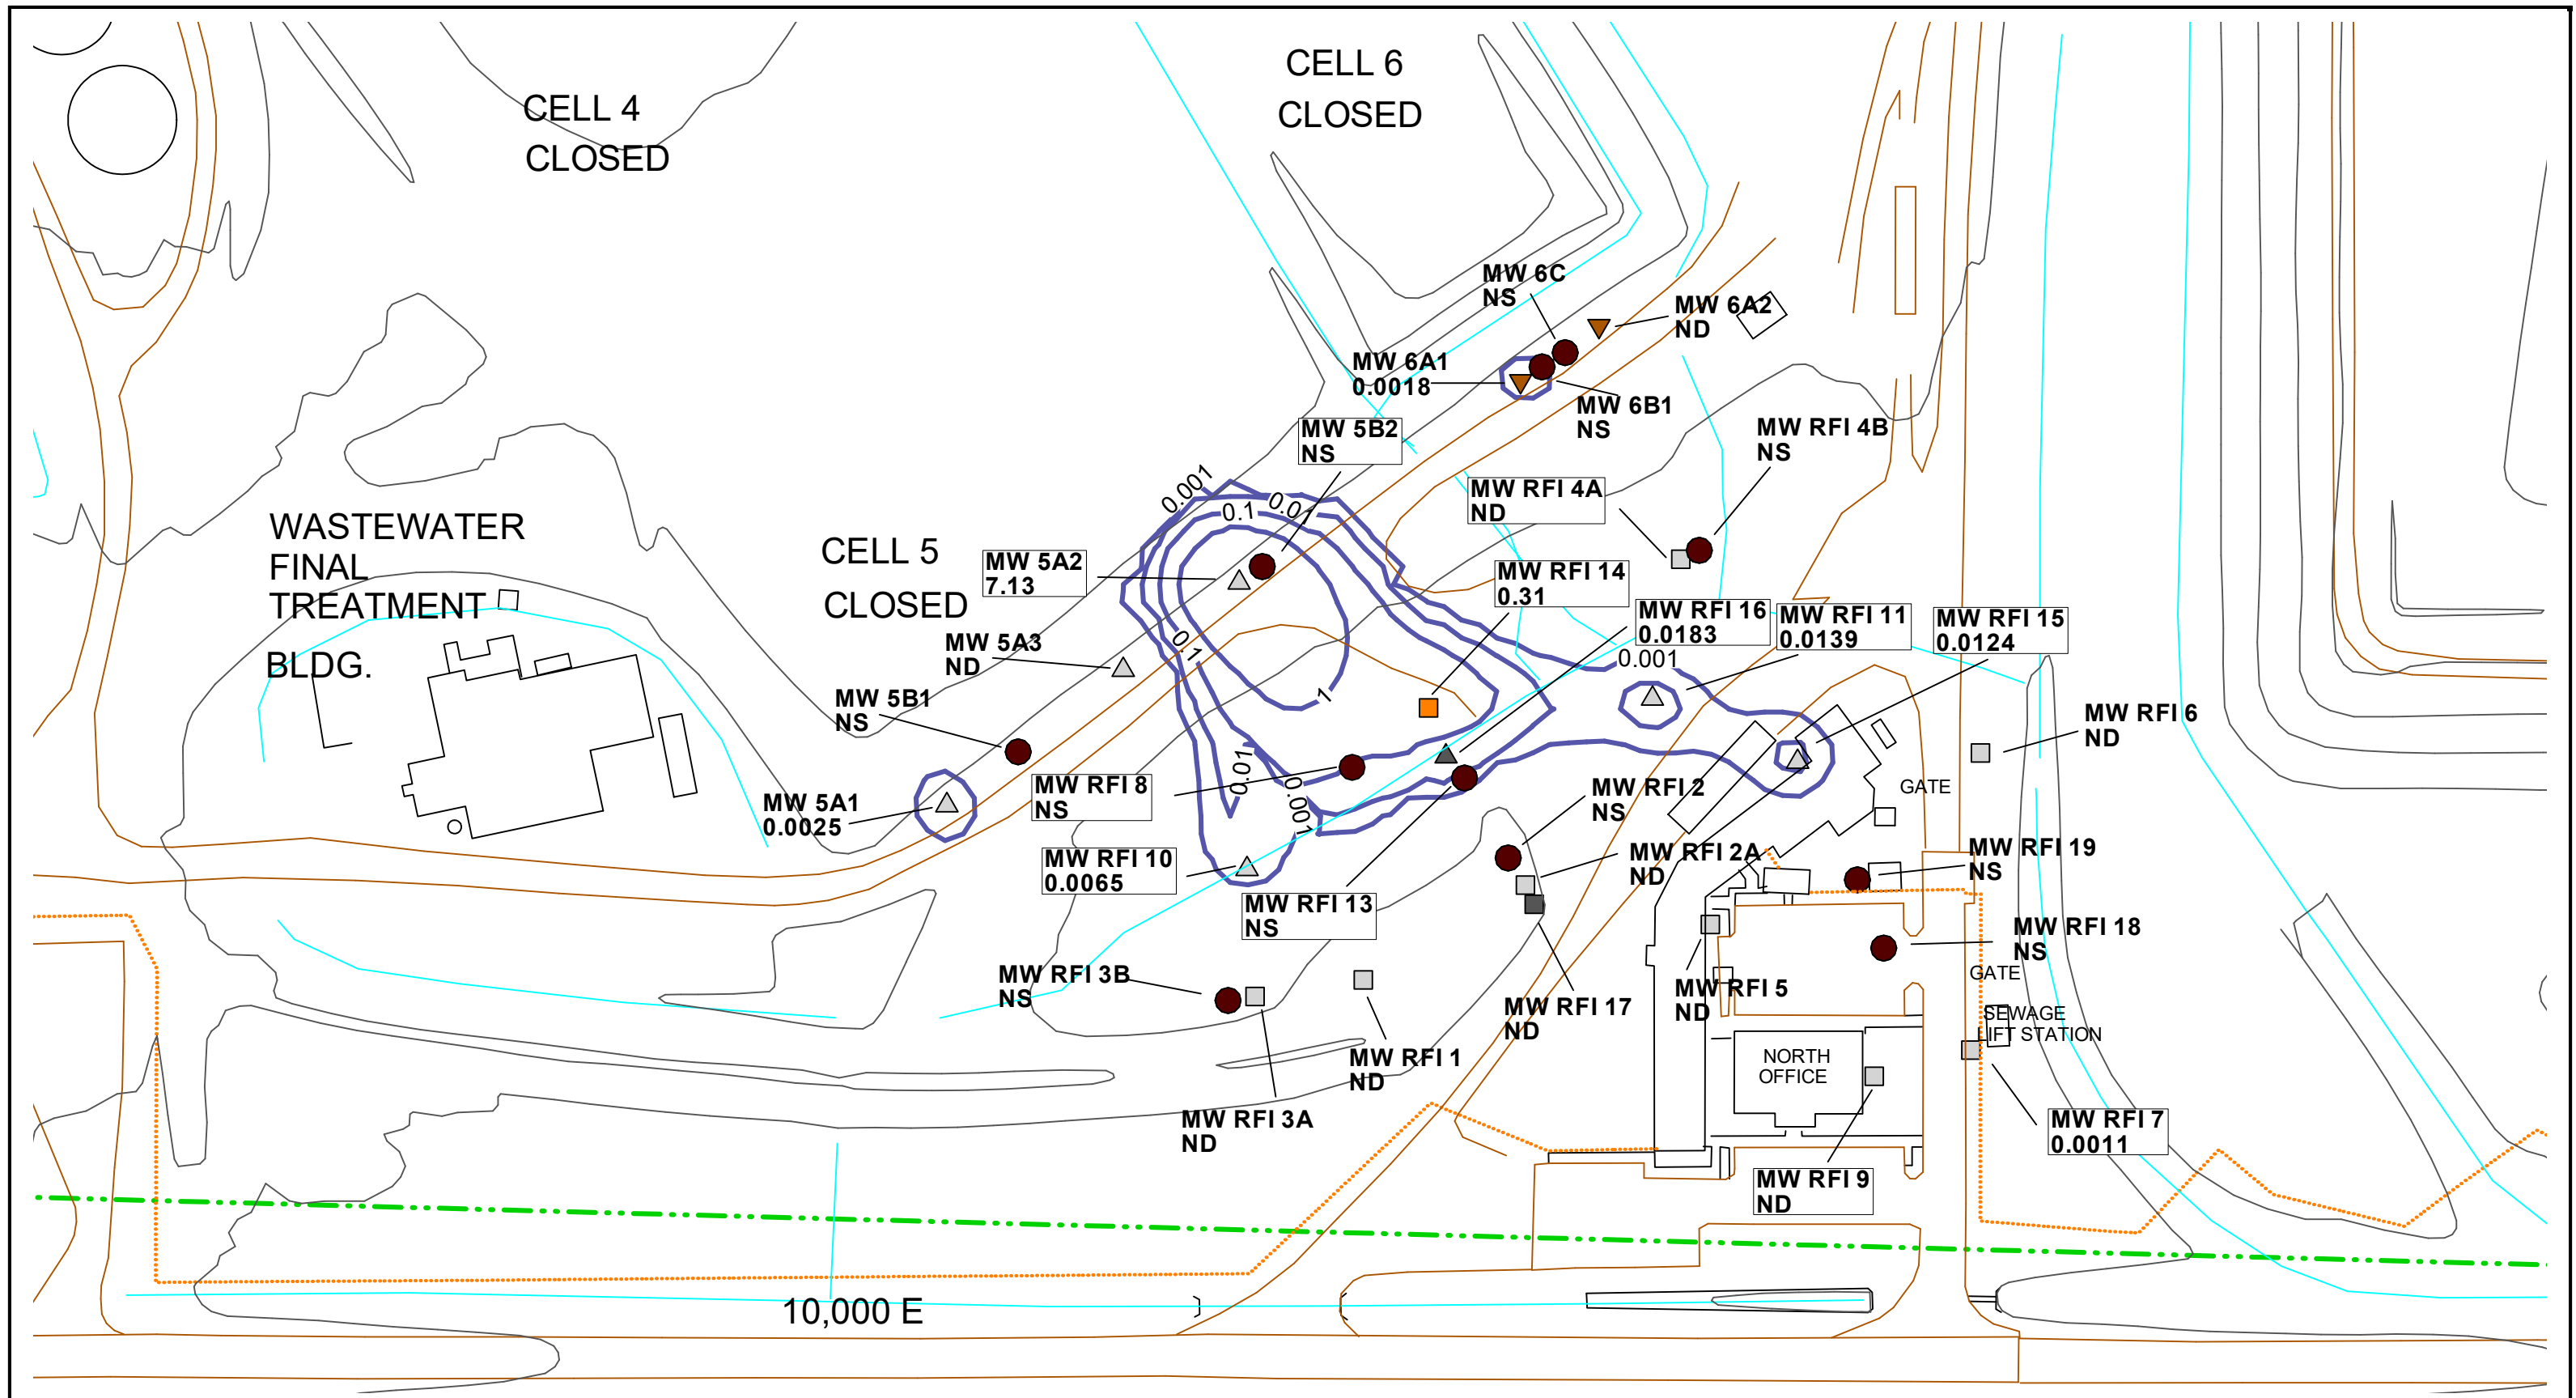 CELL 6
CLOSED
CELL 4
CLOSED
MW 6C
NS
MW 6A2
ND
MW 6A1
0.0018
MW 6B1
NS
MW 5B2
NS
MW RFI 4B
NS
0.001
0.1
0.01
MW RFI 4A
ND
WASTEWATER
FINAL
TREATMENT
BLDG.
CELL 5
CLOSED
MW 5A2
7.13
MW RFI 14
0.31
MW RFI 16
0.0183
MW RFI 11
0.0139
MW RFI 15
0.0124
0.001
MW 5A3
ND
0.1
1
MW 5B1
NS
MW RFI 6
ND
0.01
0.001
MW RFI 8
NS
MW RFI 2
NS
GATE
MW 5A1
0.0025
MW RFI 10
0.0065
MW RFI 2A
ND
MW RFI 19
NS
MW RFI 13
NS
MW RFI 18
NS
GATE
MW RFI 3B
NS
MW RFI 17
ND
MW RFI 5
ND
SEWAGE
LIFT STATION
MW RFI 1
ND
NORTH
OFFICE
MW RFI 3A
ND
MW RFI 7
0.0011
MW RFI 9
ND
10,000 E